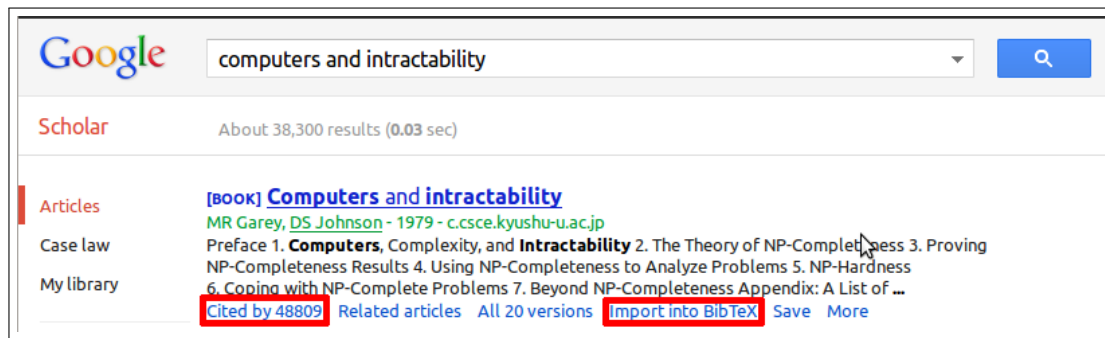 Google
computers and intractability
Scholar
About 38,300 results (0.03 sec)
Articles
Case law
My library
[BOOK] Computers and intractability
MR Garey, DS Johnson - 1979 - c.csce.kyushu-u.ac.jp
Preface 1. Computers, Complexity, and Intractability 2. The Theory of NP-Completeness 3. Proving
NP-Completeness Results 4. Using NP-Completeness to Analyze Problems 5. NP-Hardness
6. Coping with NP-Complete Problems 7. Beyond NP-Completeness Appendix: A List of ...
Cited by 48809 Related articles All 20 versions Import into BibTeX Save More